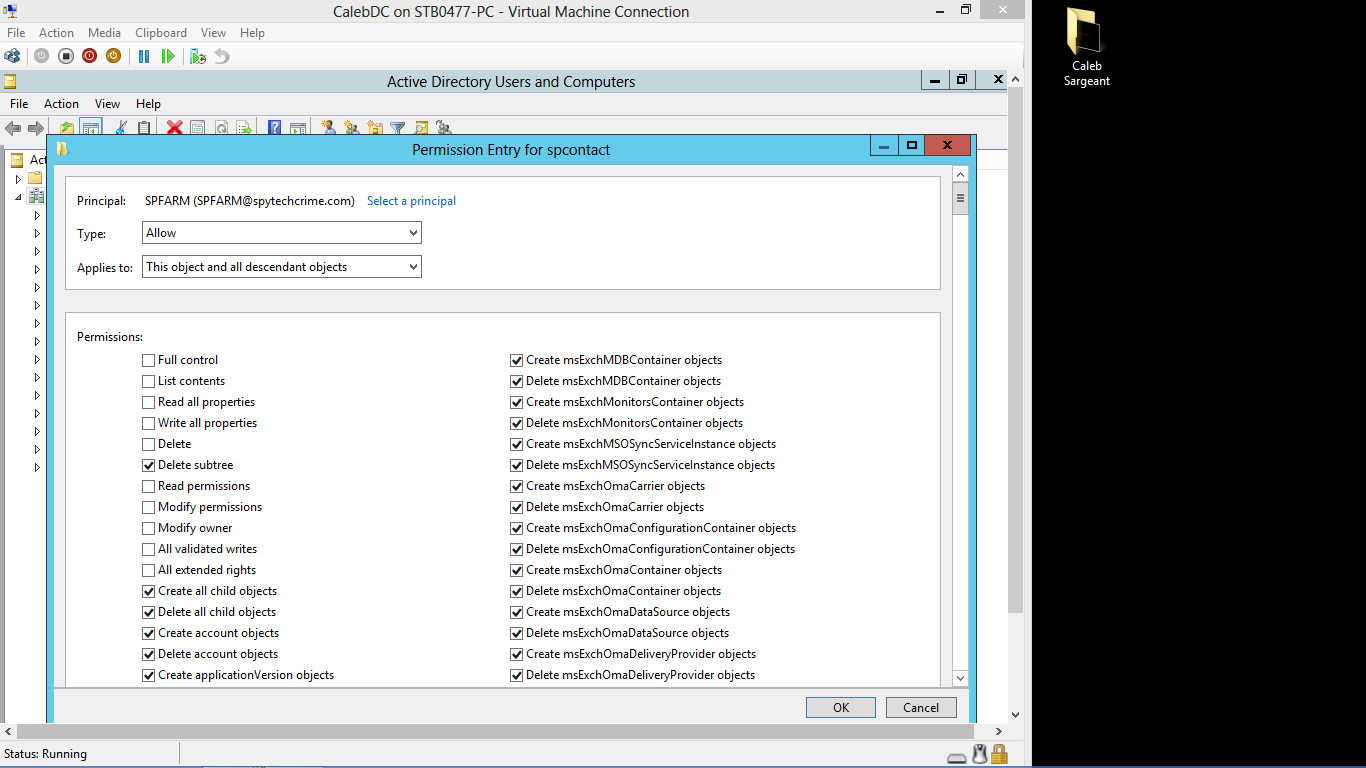 CalebDC on STB0477-PC - Virtual Machine Connection
File Action Media Clipboard View Help
Active Directory Users and Computers
File Action View Help
Act
Permission Entry for spcontact
Principal: SPFARM (SPFARM@spytechcrime.com) Select a principal
Type: Allow
Applies to: This object and all descendant objects
Permissions:
Full control
List contents
Read all properties
Write all properties
Delete
Delete subtree
Read permissions
Modify permissions
Modify owner
All validated writes
All extended rights
Create all child objects
Delete all child objects
Create account objects
Delete account objects
Create applicationVersion objects
Create msExchMDBContainer objects
Delete msExchMDBContainer objects
Create msExchMonitorsContainer objects
Delete msExchMonitorsContainer objects
Create msExchMSOSyncServiceInstance objects
Delete msExchMSOSyncServiceInstance objects
Create msExchOmaCarrier objects
Delete msExchOmaCarrier objects
Create msExchOmaConfigurationContainer objects
Delete msExchOmaConfigurationContainer objects
Create msExchOmaContainer objects
Delete msExchOmaContainer objects
Create msExchOmaDataSource objects
Delete msExchOmaDataSource objects
Create msExchOmaDeliveryProvider objects
Delete msExchOmaDeliveryProvider objects
OK Cancel
Status: Running
Caleb
Sargeant